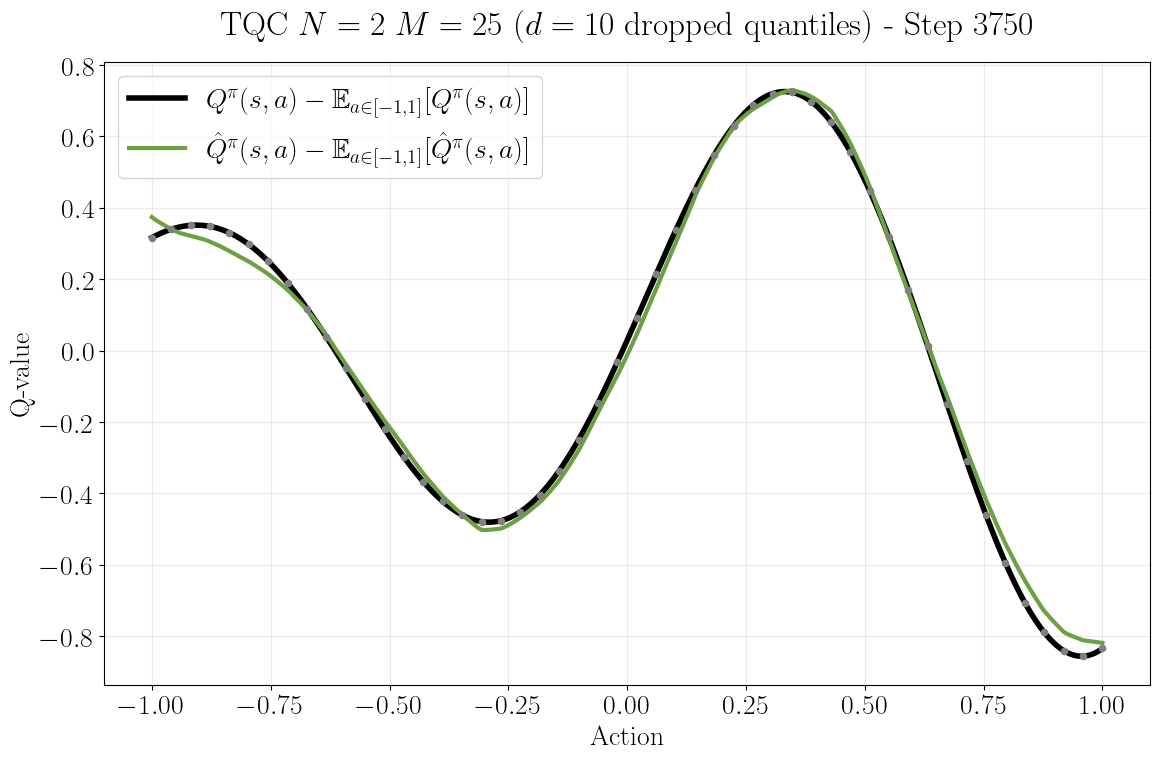 TQC N = 2 M = 25 (d = 10 dropped quantiles) - Step 3750
Q^π(s, a) − 𝔼_{a∈[−1,1]}[Q^π(s, a)]
Q̂^π(s, a) − 𝔼_{a∈[−1,1]}[Q̂^π(s, a)]
0.8
0.6
0.4
0.2
0.0
−0.2
−0.4
−0.6
−0.8
Q-value
−1.00 −0.75 −0.50 −0.25 0.00 0.25 0.50 0.75 1.00
Action